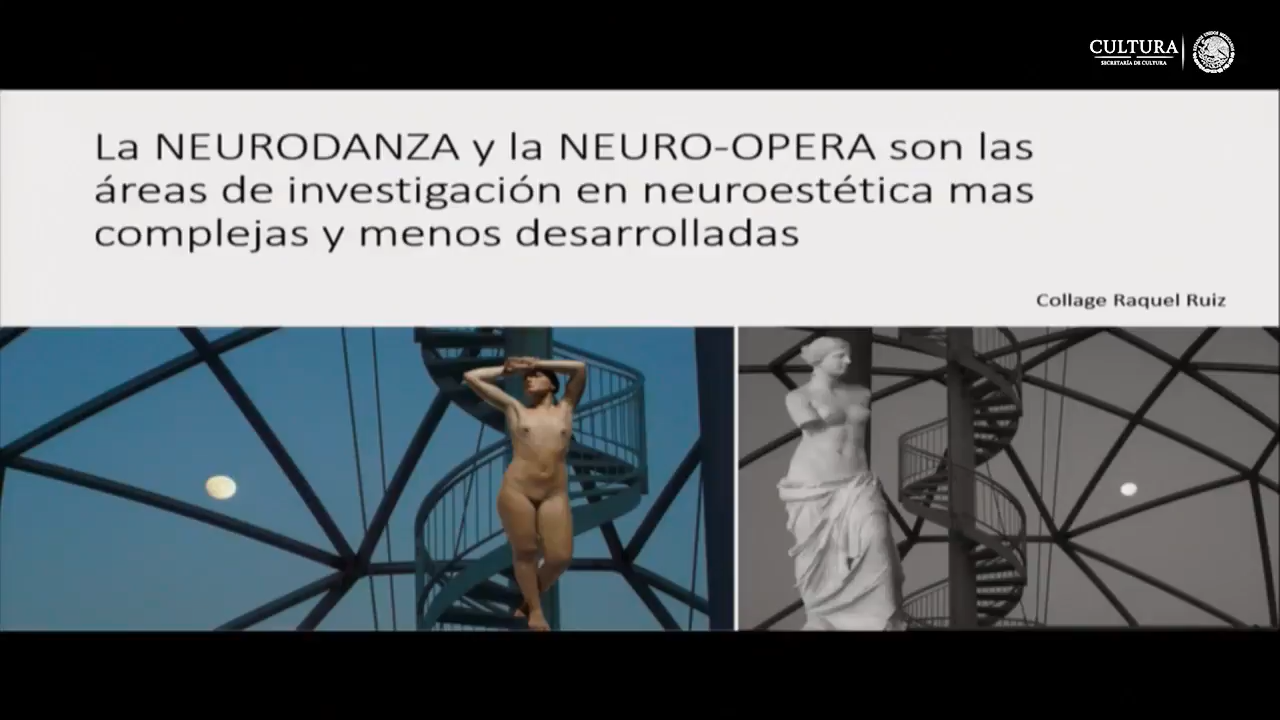 CULTURA
SECRETARÍA DE CULTURA
La NEURODANZA y la NEURO-OPERA son las
áreas de investigación en neuroestética mas
complejas y menos desarrolladas
Collage Raquel Ruiz